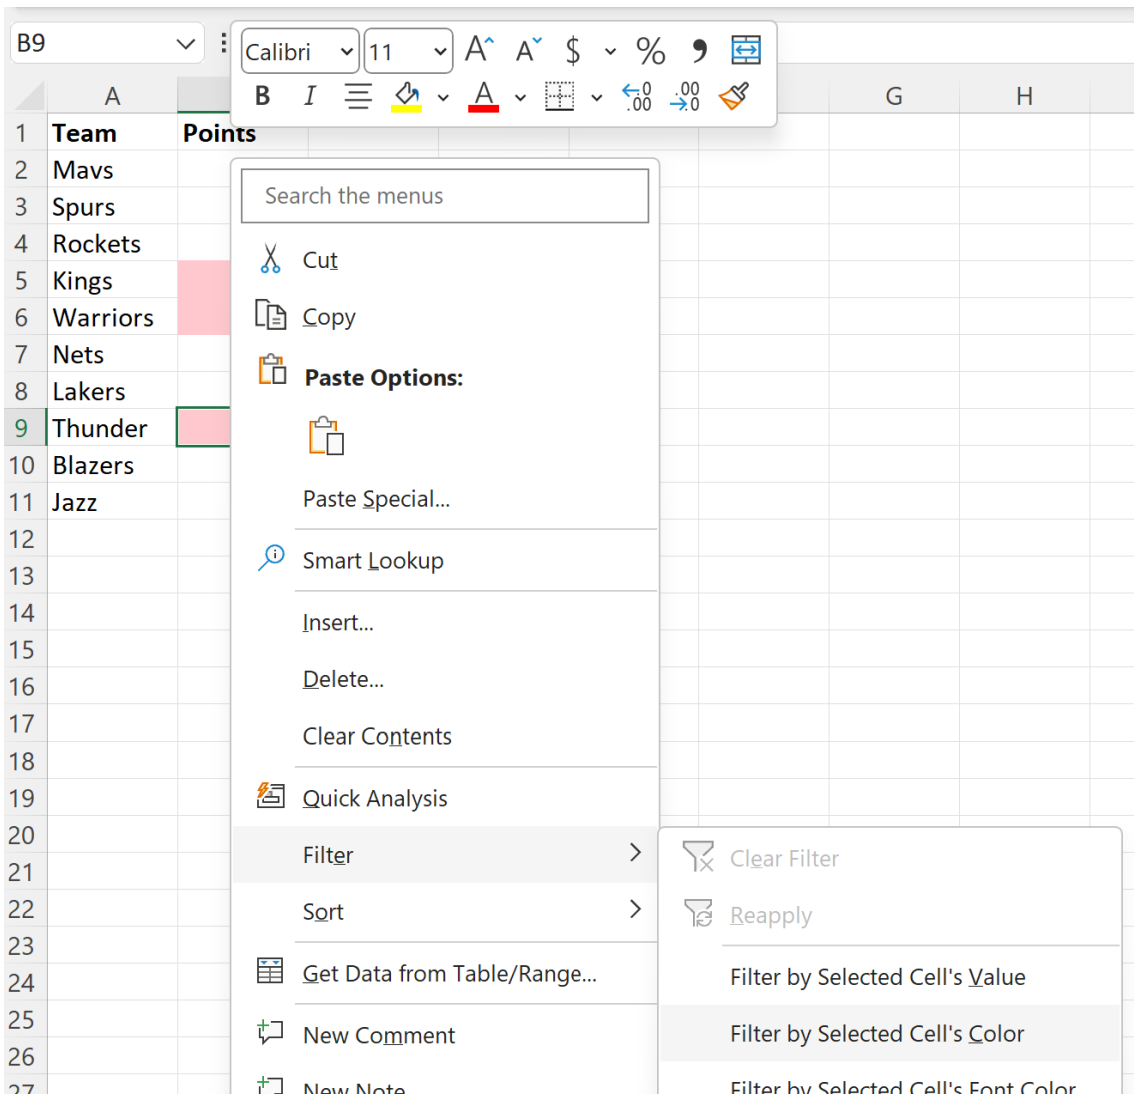 B9
Calibri 11 A A $ % ,
B I A .00 .00
A G H
1 Team Points
2 Mavs
3 Spurs
4 Rockets
5 Kings
6 Warriors
7 Nets
8 Lakers
9 Thunder
10 Blazers
11 Jazz
12
13
14
15
16
17
18
19
20
21
22
23
24
25
26
27
Search the menus
Cut
Copy
Paste Options:
Paste Special...
Smart Lookup
Insert...
Delete...
Clear Contents
Quick Analysis
Filter
Sort
Get Data from Table/Range...
New Comment
New Note
Clear Filter
Reapply
Filter by Selected Cell's Value
Filter by Selected Cell's Color
Filter by Selected Cell's Font Color